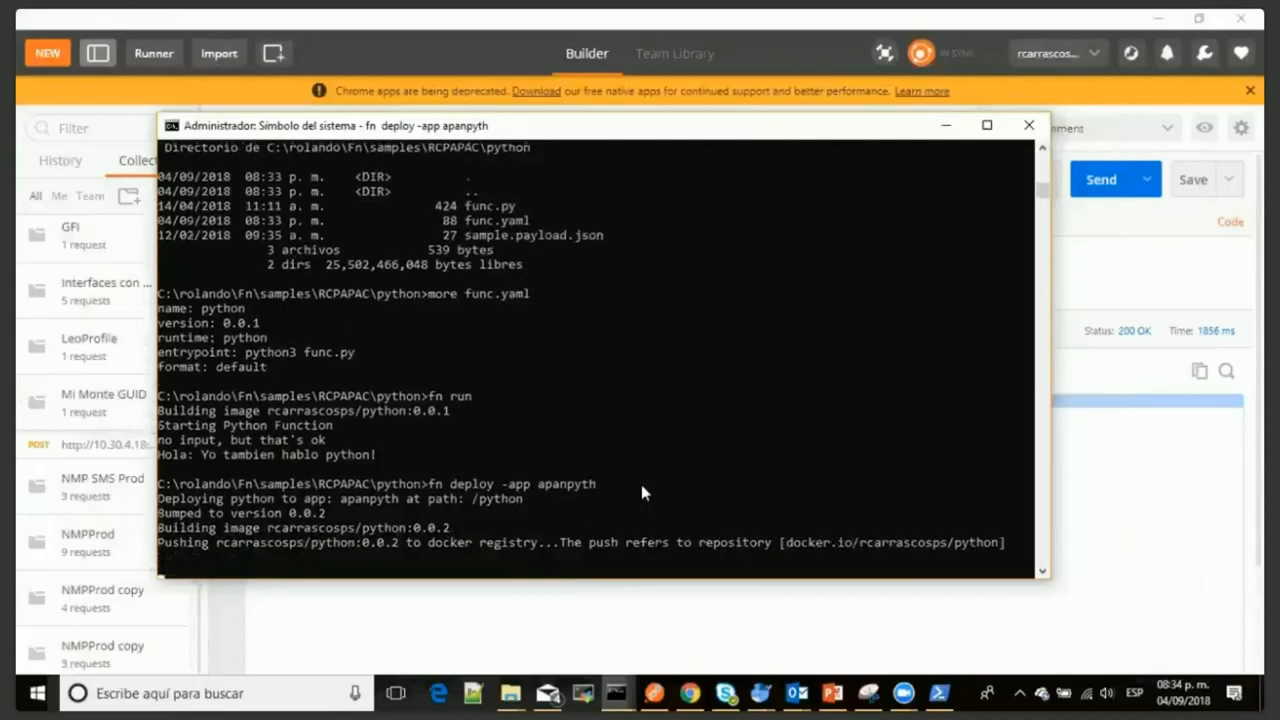 NEW
Runner
Import
Builder
Team Library
IN SYNC
rcarrascos...
Chrome apps are being deprecated. Download our free native apps for continued support and better performance. Learn more
Filter
History
All Me Team
GFI
1 request
Interfaces con ...
5 requests
LeoProfile
1 request
Mi Monte GUID
1 request
POST http://10.30.4.18:...
NMP SMS Prod
3 requests
NMPProd
9 requests
NMPProd copy
4 requests
NMPProd copy
3 requests
Administrador: Símbolo del sistema - fn deploy -app apanpyth
Directorio de C:\rolando\Fn\samples\RCPAPAC\python
04/09/2018 08:33 p. m. <DIR> .
04/09/2018 08:33 p. m. <DIR> ..
14/04/2018 11:11 a. m. 424 func.py
04/09/2018 08:33 p. m. 88 func.yaml
12/02/2018 09:35 a. m. 27 sample.payload.json
3 archivos 539 bytes
2 dirs 25,502,466,048 bytes libres
C:\rolando\Fn\samples\RCPAPAC\python>more func.yaml
name: python
version: 0.0.1
runtime: python
entrypoint: python3 func.py
format: default
C:\rolando\Fn\samples\RCPAPAC\python>fn run
Building image rcarrascosps/python:0.0.1
Starting Python Function
no input, but that's ok
Hola: Yo tambien hablo python!
C:\rolando\Fn\samples\RCPAPAC\python>fn deploy -app apanpyth
Deploying python to app: apanpyth at path: /python
Bumped to version 0.0.2
Building image rcarrascosps/python:0.0.2
Pushing rcarrascosps/python:0.0.2 to docker registry...The push refers to repository [docker.io/rcarrascosps/python]
Send
Save
Code
Status: 200 OK Time: 1856 ms
Escribe aquí para buscar
ESP
08:34 p. m.
04/09/2018